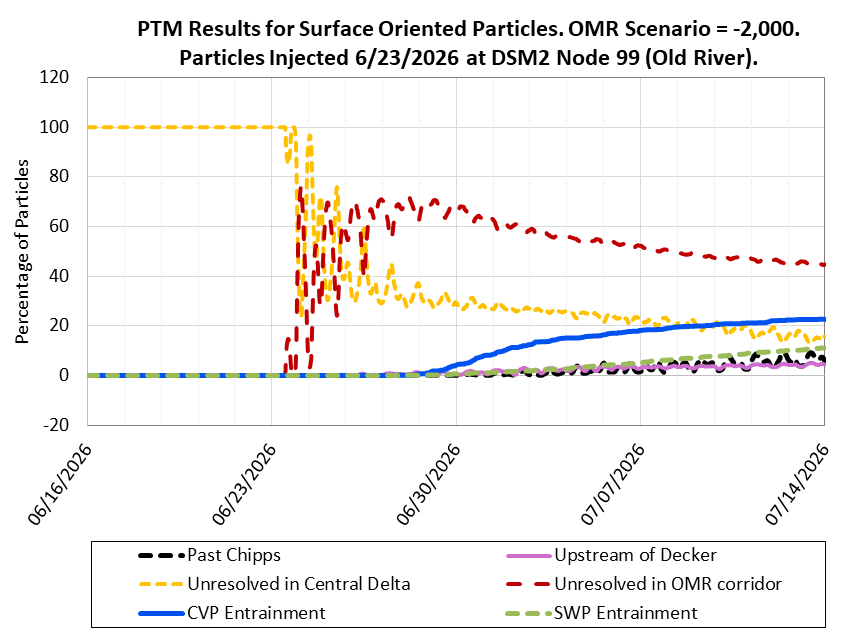 PTM Results for Surface Oriented Particles. OMR Scenario = -2,000.
Particles Injected 6/23/2026 at DSM2 Node 99 (Old River).
Percentage of Particles
120
100
80
60
40
20
0
-20
06/16/2026
06/23/2026
06/30/2026
07/07/2026
07/14/2026
Past Chipps
Upstream of Decker
Unresolved in Central Delta
Unresolved in OMR corridor
CVP Entrainment
SWP Entrainment